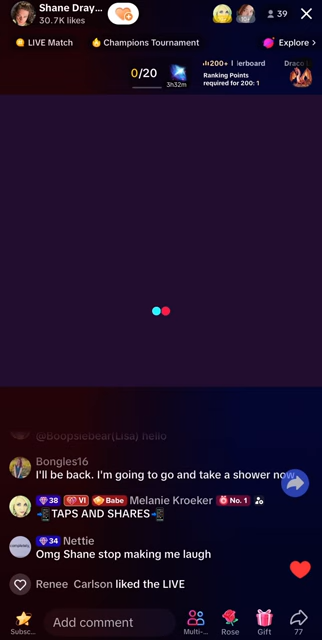 Shane Dray...
30.7K likes
39
LIVE Match
Champions Tournament
Explore >
0/20
3h32m
200+
lerboard
Draco
Ranking Points
required for 200: 1
@Boopsiebear(Lisa) hello
Bongles16
I'll be back. I'm going to go and take a shower now
38 VI Babe Melanie Kroeker No. 1
TAPS AND SHARES
34 Nettie
Omg Shane stop making me laugh
Renee Carlson liked the LIVE
Add comment
Subsc...
Multi-...
Rose
Gift
77